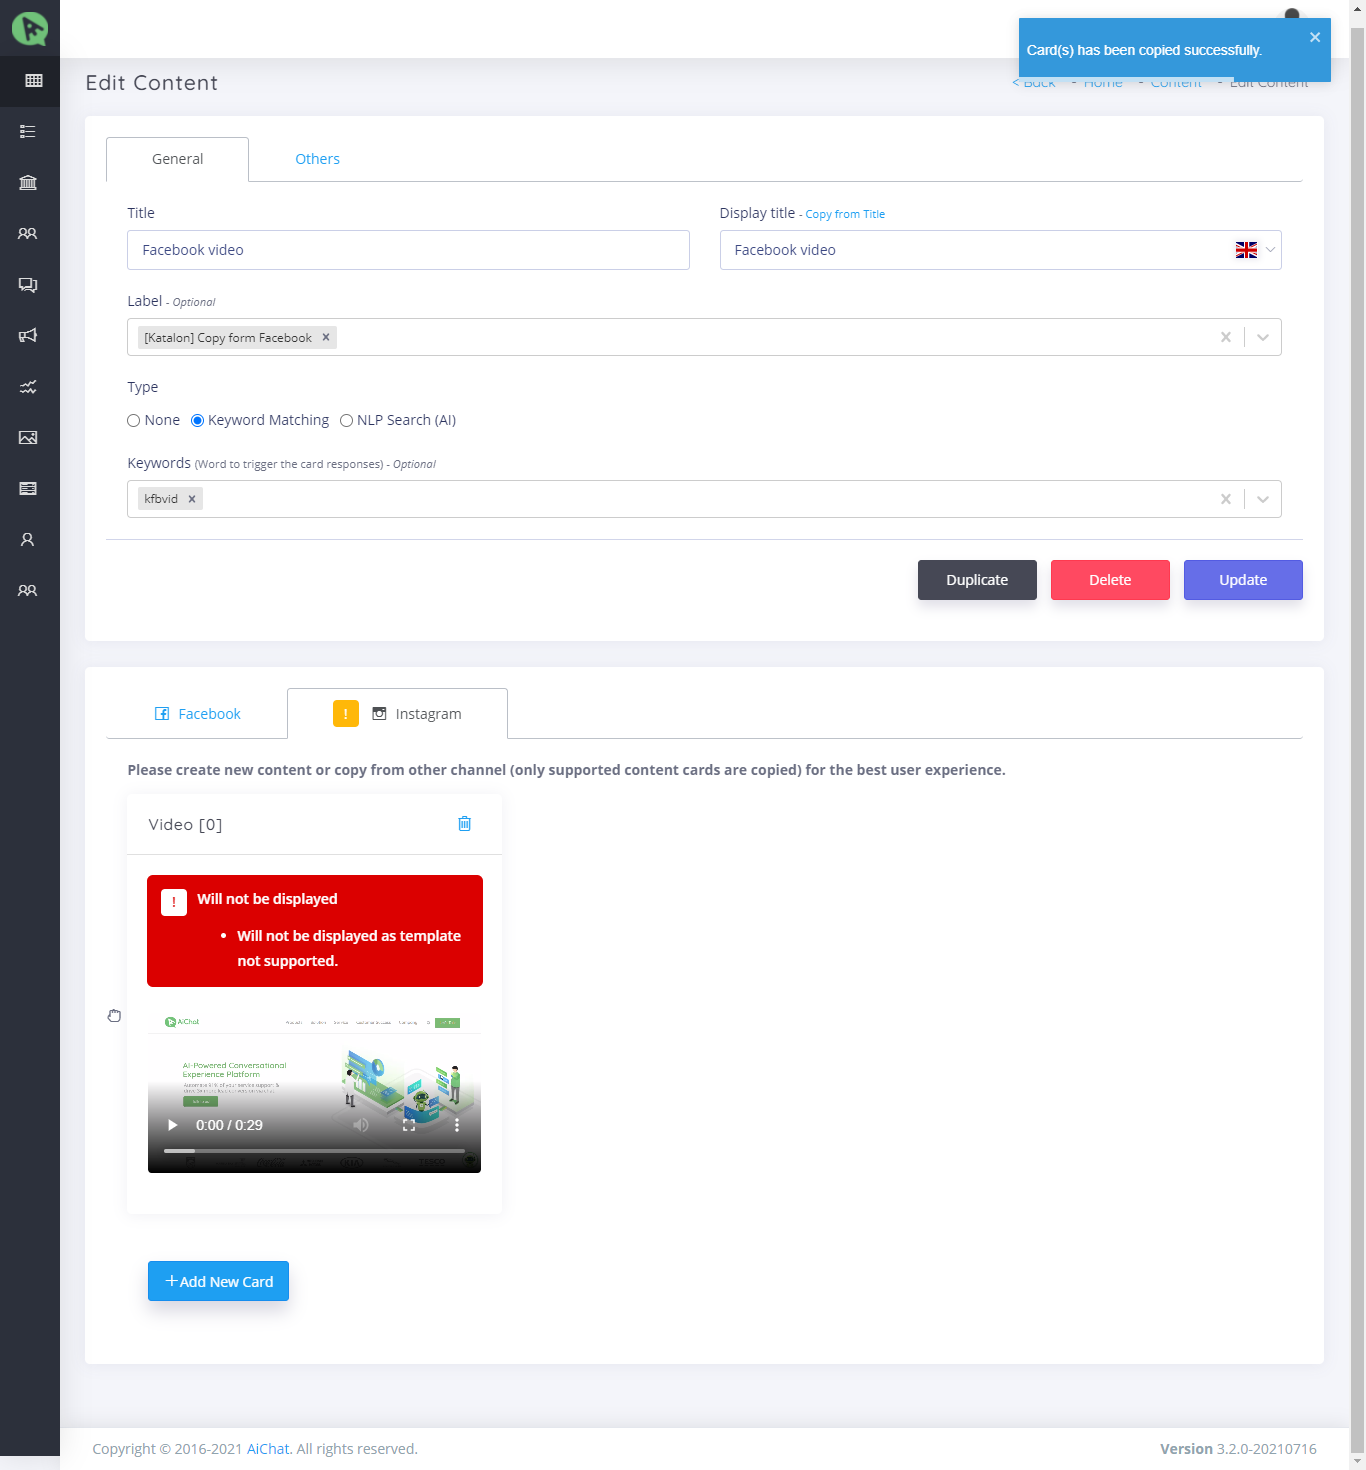 Card(s) has been copied successfully.
Edit Content
< Back - Home - Content - Edit Content
General
Others
Title
Display title - Copy from Title
Facebook video
Facebook video
Label - Optional
[Katalon] Copy form Facebook ×
Type
None Keyword Matching NLP Search (AI)
Keywords (Word to trigger the card responses) - Optional
kfbvid ×
Duplicate
Delete
Update
Facebook
! Instagram
Please create new content or copy from other channel (only supported content cards are copied) for the best user experience.
Video [0]
! Will not be displayed
• Will not be displayed as template
not supported.
AiChat
AI-Powered Conversational
Experience Platform
0:00 / 0:29
KIA
TESCO
+Add New Card
Copyright © 2016-2021 AiChat. All rights reserved.
Version 3.2.0-20210716